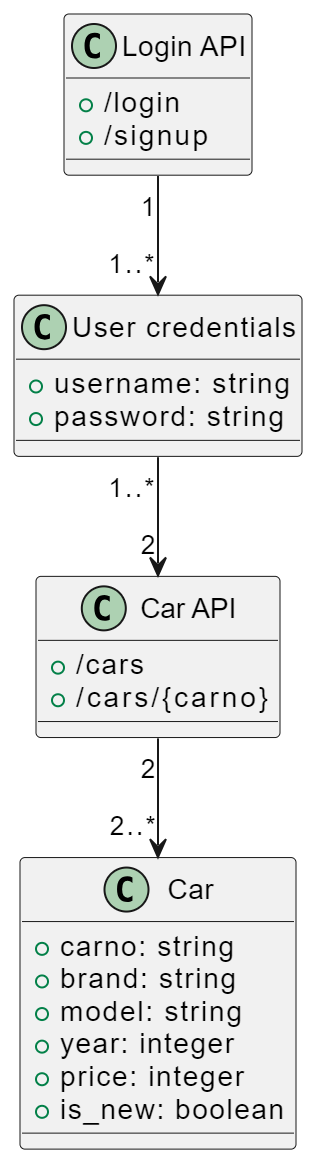 C Login API
/login
/signup
1
1..*
C User credentials
username: string
password: string
1..*
2
C Car API
/cars
/cars/{carno}
2
2..*
C Car
carno: string
brand: string
model: string
year: integer
price: integer
is_new: boolean